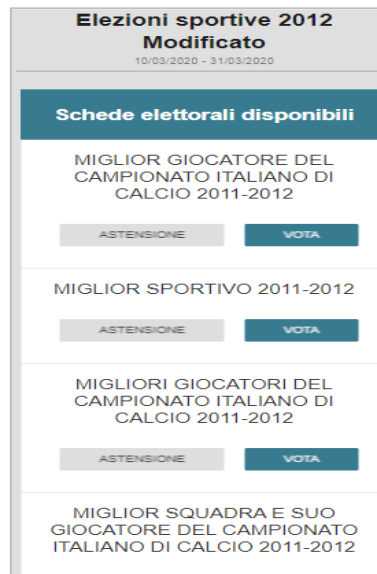 Elezioni sportive 2012
Modificato
10/03/2020 - 31/03/2020
Schede elettorali disponibili
MIGLIOR GIOCATORE DEL
CAMPIONATO ITALIANO DI
CALCIO 2011-2012
ASTENSIONE VOTA
MIGLIOR SPORTIVO 2011-2012
ASTENSIONE VOTA
MIGLIORI GIOCATORI DEL
CAMPIONATO ITALIANO DI
CALCIO 2011-2012
ASTENSIONE VOTA
MIGLIOR SQUADRA E SUO
GIOCATORE DEL CAMPIONATO
ITALIANO DI CALCIO 2011-2012